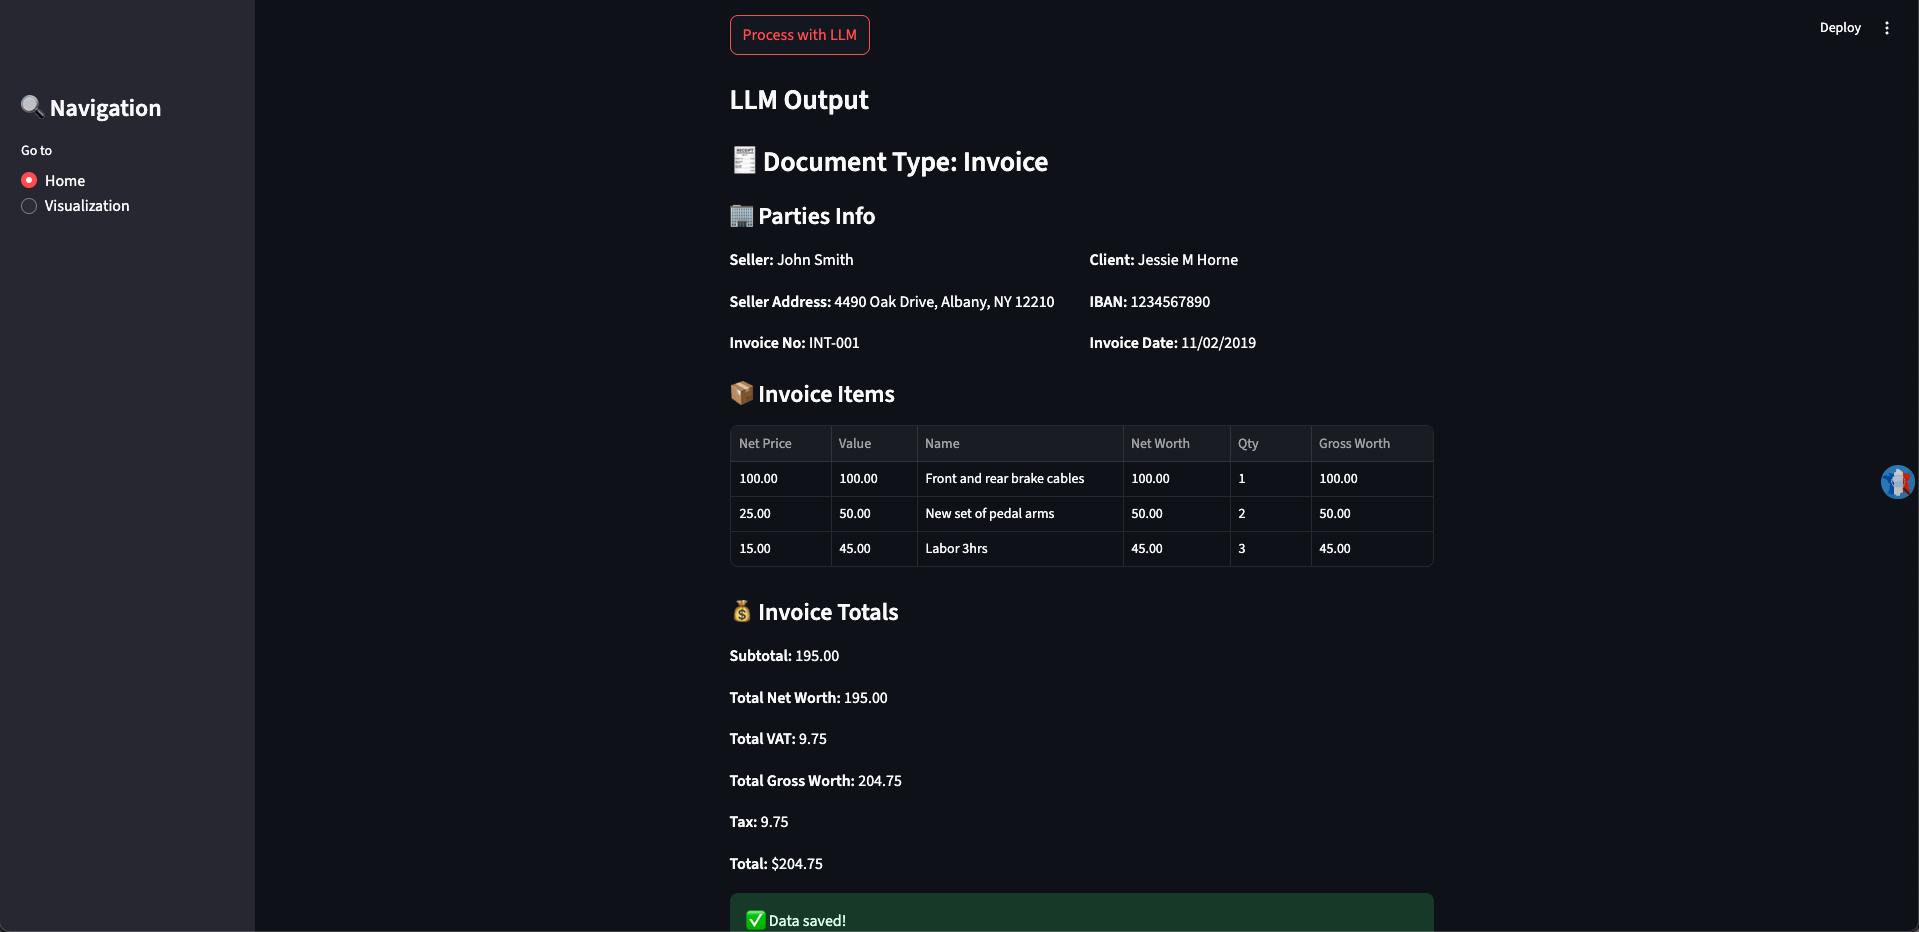 Process with LLM
Deploy
Navigation
Go to
Home
Visualization
LLM Output
Document Type: Invoice
Parties Info
Seller: John Smith
Client: Jessie M Horne
Seller Address: 4490 Oak Drive, Albany, NY 12210
IBAN: 1234567890
Invoice No: INT-001
Invoice Date: 11/02/2019
Invoice Items
Net Price Value Name Net Worth Qty Gross Worth
100.00 100.00 Front and rear brake cables 100.00 1 100.00
25.00 50.00 New set of pedal arms 50.00 2 50.00
15.00 45.00 Labor 3hrs 45.00 3 45.00
Invoice Totals
Subtotal: 195.00
Total Net Worth: 195.00
Total VAT: 9.75
Total Gross Worth: 204.75
Tax: 9.75
Total: $204.75
Data saved!